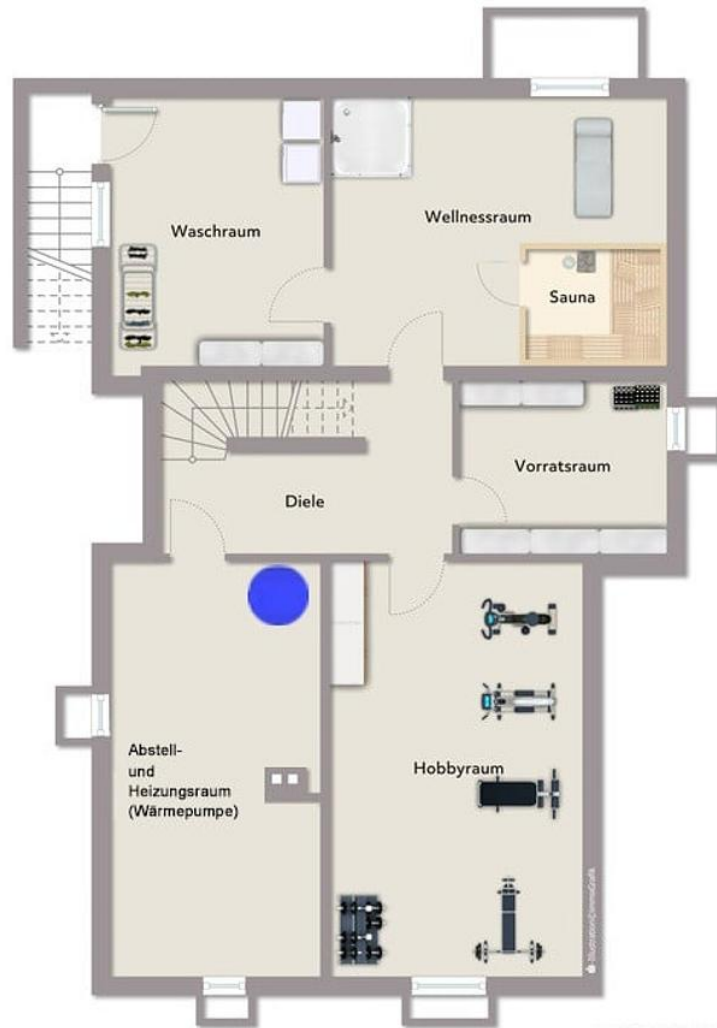 Waschraum
Wellnessraum
Sauna
Vorratsraum
Diele
Abstell-
und
Heizungsraum
(Wärmepumpe)
Hobbyraum